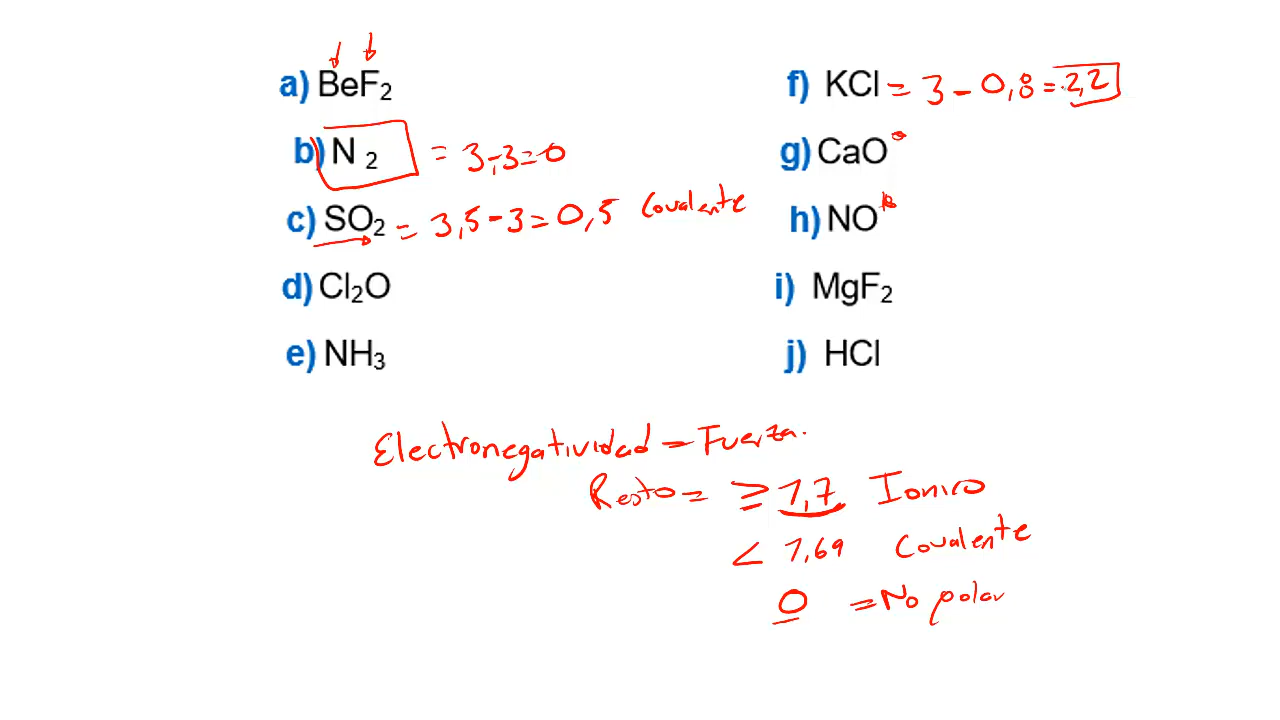 a) BeF2
b) N 2 = 3-3=0
c) SO2 = 3,5-3=0,5 Covalente
d) Cl2O
e) NH3
f) KCl = 3-0,8=2,2
g) CaO
h) NO
i) MgF2
j) HCl
Electronegatividad = Fuerza.
Resto = ≥ 1,7 Ionico
< 1,69 Covalente
0 = No polar